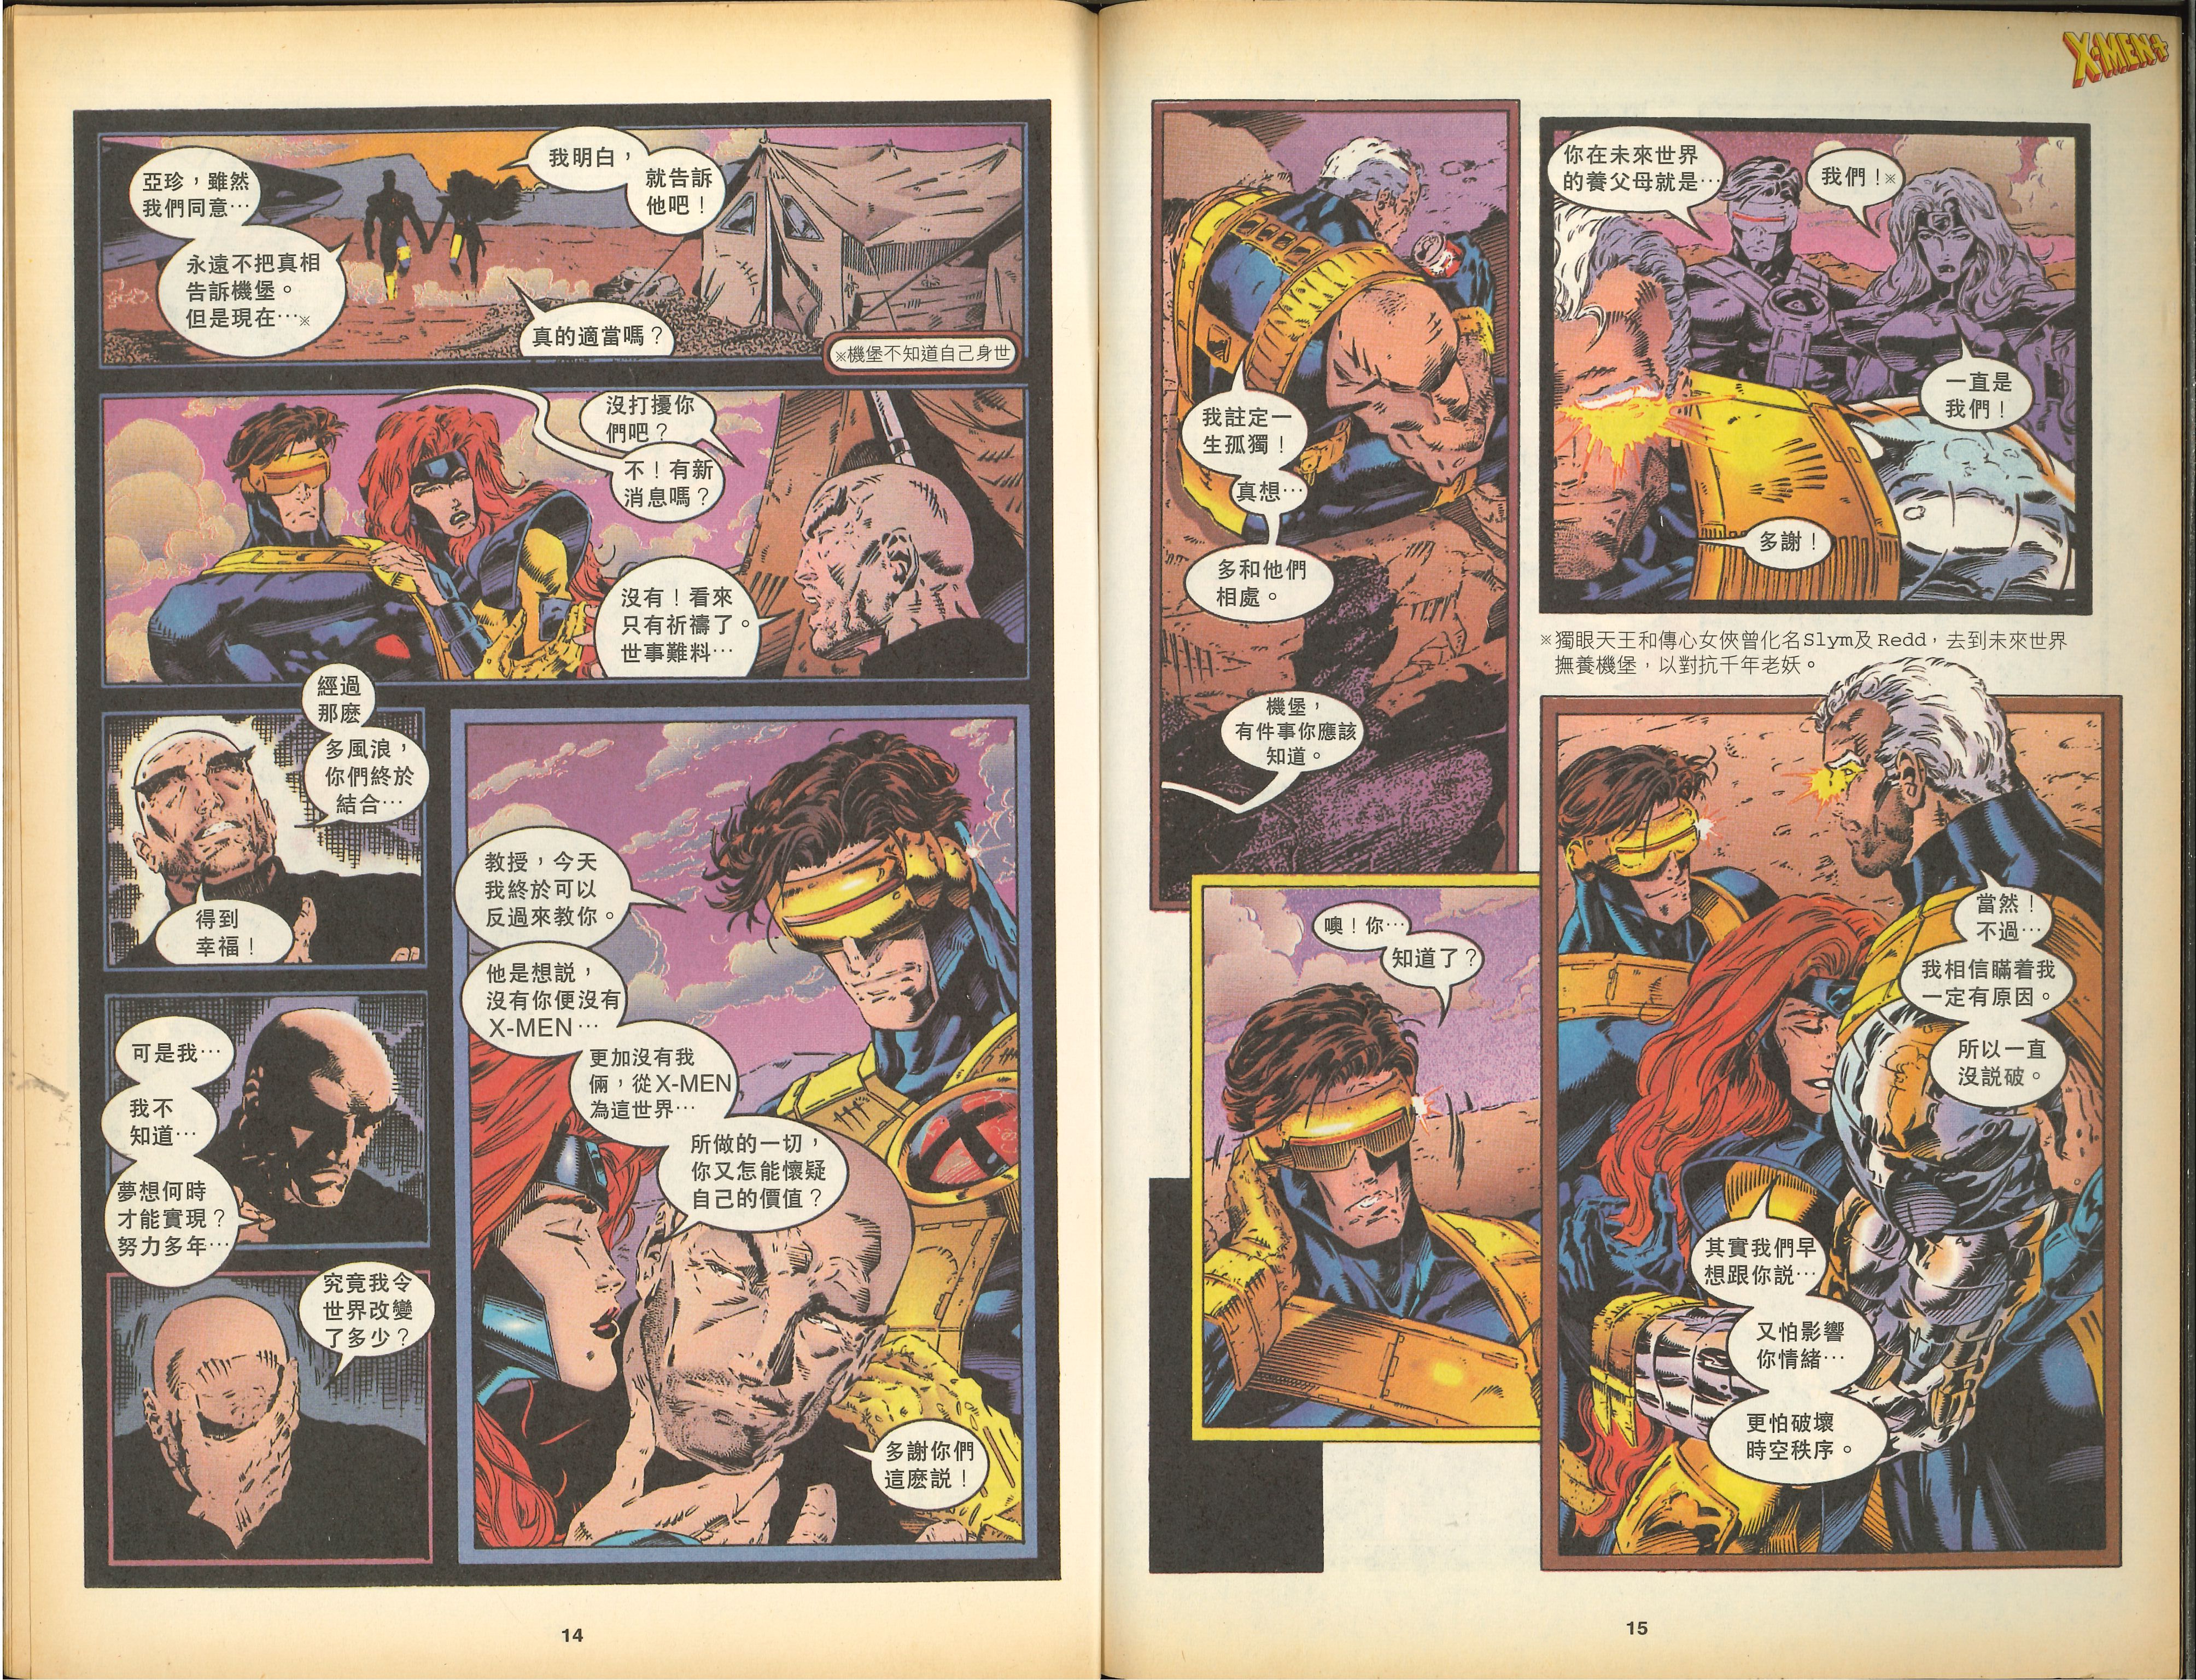 亞珍，雖然
我們同意…
永遠不把真相
告訴機堡。
但是現在…※
我明白，
就告訴
他吧！
真的適當嗎？
※機堡不知道自己身世
沒打擾你
們吧？
不！有新
消息嗎？
沒有！看來
只有祈禱了。
世事難料…
經過
那麼
多風浪，
你們終於
結合…
得到
幸福！
可是我…
我不
知道…
夢想何時
才能實現？
努力多年…
究竟我令
世界改變
了多少？
教授，今天
我終於可以
反過來教你。
他是想説，
沒有你便沒有
X-MEN…
更加沒有我
倆，從X-MEN
為這世界…
所做的一切，
你又怎能懷疑
自己的價值？
多謝你們
這麼説！
14
X-MEN+
我註定一
生孤獨！
真想…
多和他們
相處。
機堡，
有件事你應該
知道。
你在未來世界
的養父母就是…
我們！※
一直是
我們！
多謝！
※獨眼天王和傳心女俠曾化名Slym及Redd，去到未來世界
撫養機堡，以對抗千年老妖。
噢！你…
知道了？
當然！
不過…
我相信瞞着我
一定有原因。
所以一直
沒説破。
其實我們早
想跟你説…
又怕影響
你情緒…
更怕破壞
時空秩序。
15